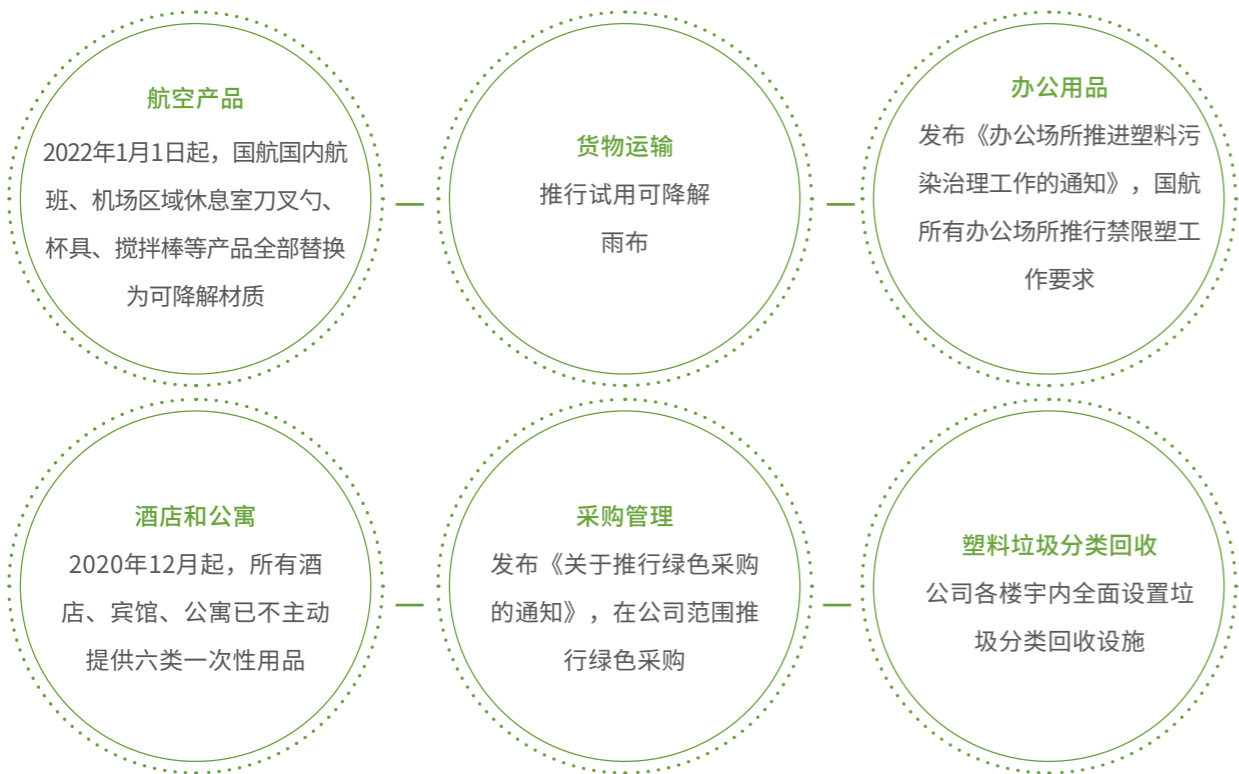 航空产品
2022年1月1日起，国航国内航
班、机场区域休息室刀叉勺、
杯具、搅拌棒等产品全部替换
为可降解材质
货物运输
推行试用可降解
雨布
办公用品
发布《办公场所推进塑料污
染治理工作的通知》，国航
所有办公场所推行禁限塑工
作要求
酒店和公寓
2020年12月起，所有酒
店、宾馆、公寓已不主动
提供六类一次性用品
采购管理
发布《关于推行绿色采购
的通知》，在公司范围推
行绿色采购
塑料垃圾分类回收
公司各楼宇内全面设置垃
圾分类回收设施